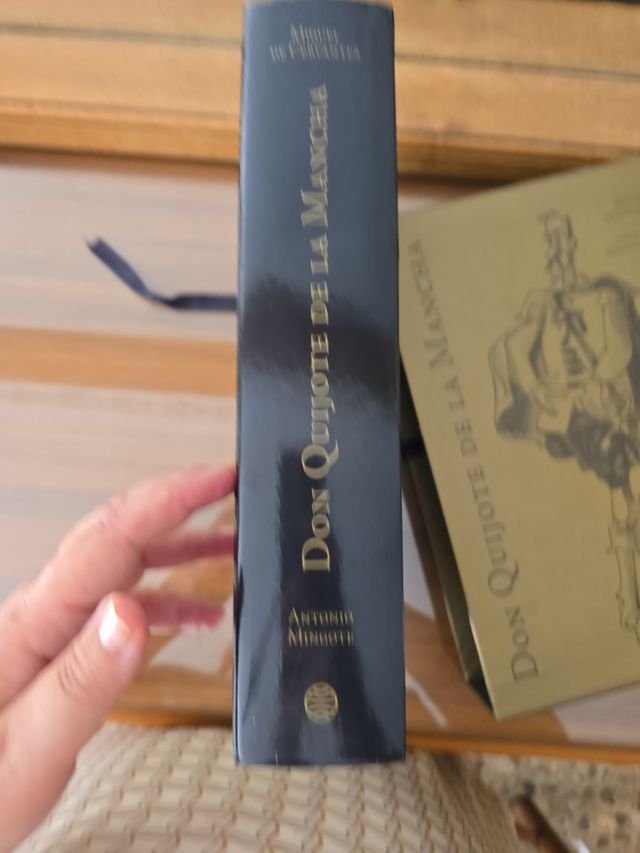 MIGUEL
DE CERVANTES
DON QUIJOTE DE LA MANCHA
ANTONIO
MINGOTE
DON QUIJOTE DE LA MANCHA